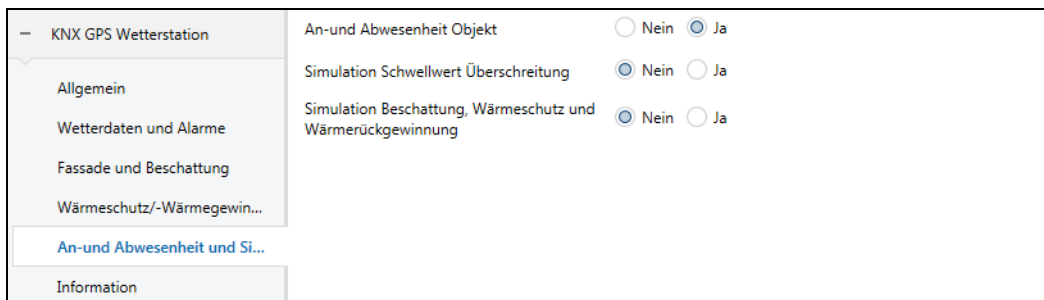 − KNX GPS Wetterstation
Allgemein
Wetterdaten und Alarme
Fassade und Beschattung
Wärmeschutz/-Wärmegewin...
An-und Abwesenheit und Si...
Information
An-und Abwesenheit Objekt Nein Ja
Simulation Schwellwert Überschreitung Nein Ja
Simulation Beschattung, Wärmeschutz und
Wärmerückgewinnung Nein Ja